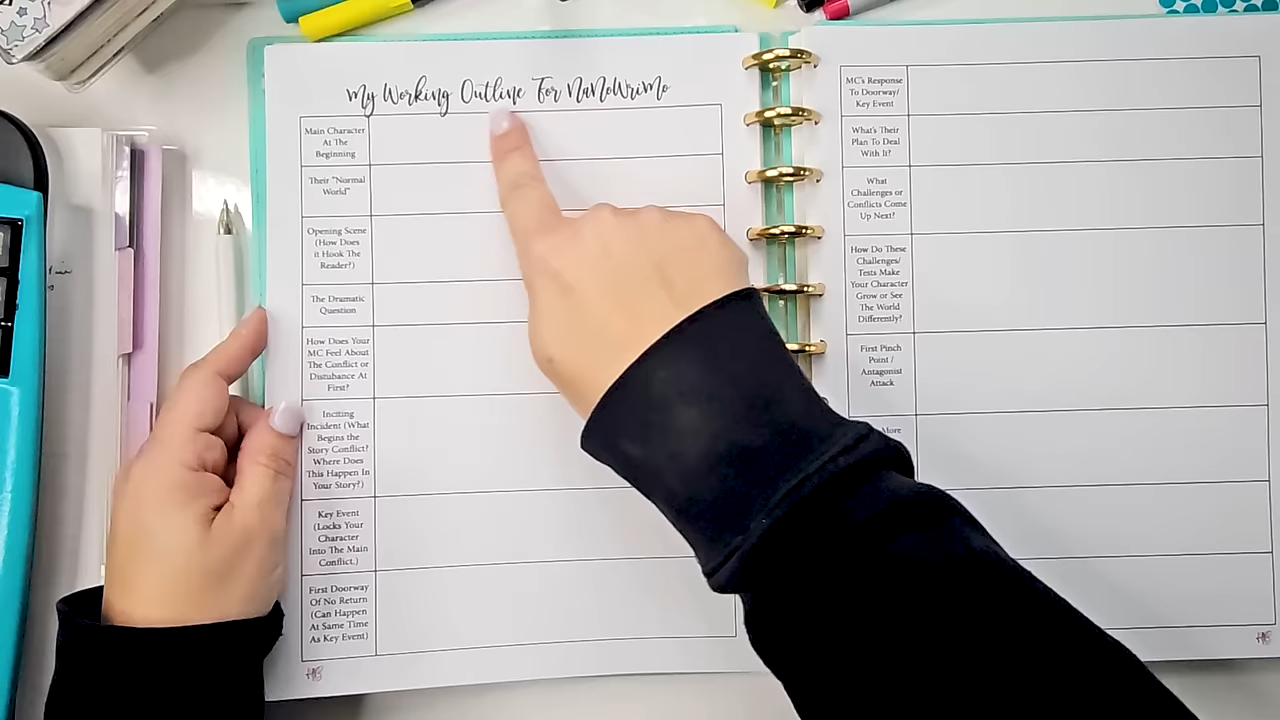 My Working Outline For NaNoWriMo
Main Character
At The
Beginning
Their "Normal
World"
Opening Scene
(How Does
it Hook The
Reader?)
The Dramatic
Question
How Does Your
MC Feel About
The Conflict or
Distubance At
First?
Inciting
Incident (What
Begins the
Story Conflict?
Where Does
This Happen In
Your Story?)
Key Event
(Locks Your
Character
Into The Main
Conflict.)
First Doorway
Of No Return
(Can Happen
At Same Time
As Key Event)
MC's Response
To Doorway/
Key Event
What's Their
Plan To Deal
With It?
What
Challenges or
Conflicts Come
Up Next?
How Do These
Challenges/
Tests Make
Your Character
Grow or See
The World
Differently?
First Pinch
Point /
Antagonist
Attack
More